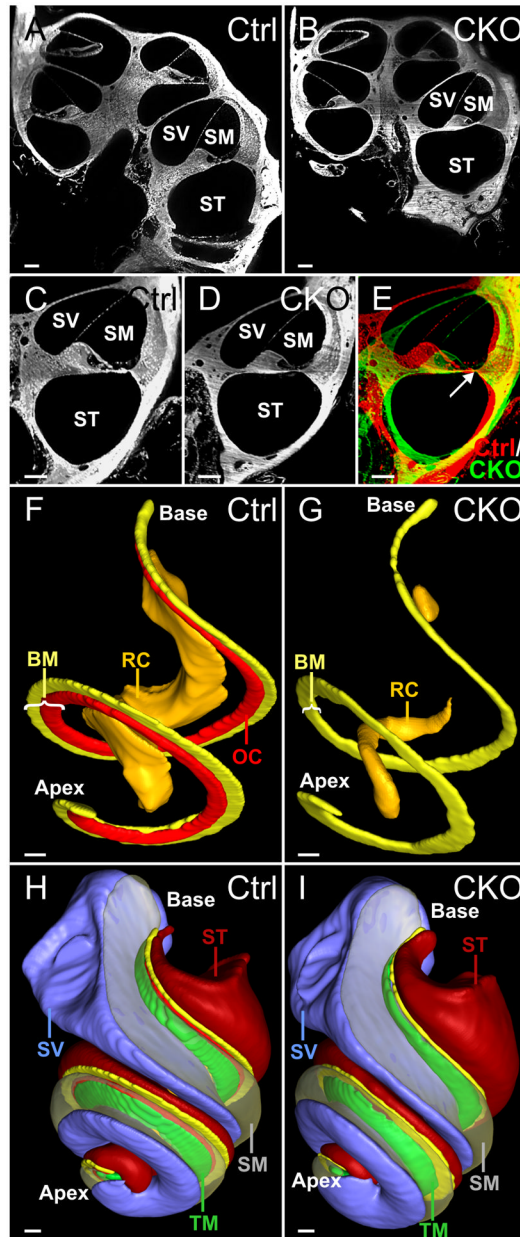 A Ctrl
SV SM
ST
B CKO
SV SM
ST
C Ctrl
SV SM
ST
D CKO
SV SM
ST
E
Ctrl/
CKO
F Ctrl
Base
BM
RC
OC
Apex
G CKO
Base
BM
RC
Apex
H Ctrl
Base
ST
SV
SM
Apex
TM
I CKO
Base
ST
SV
SM
Apex
TM